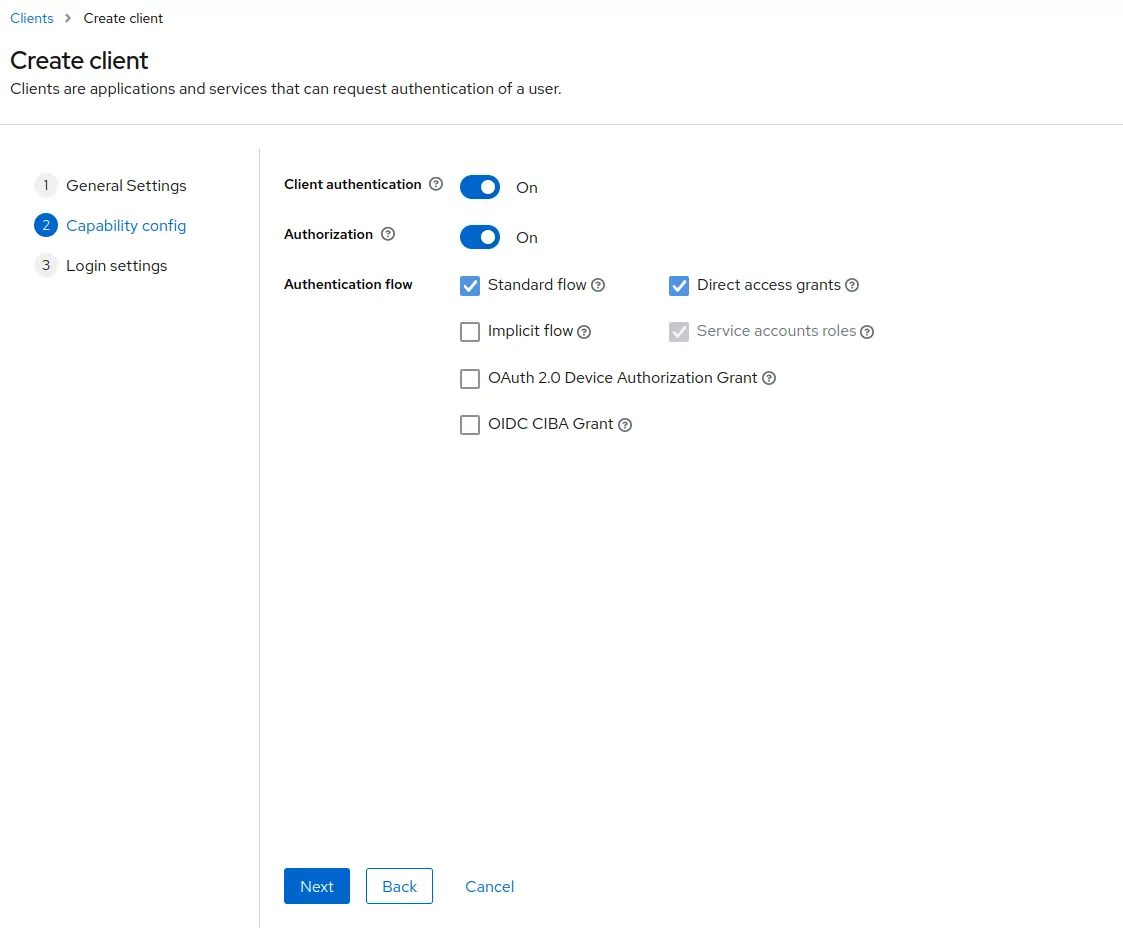 Clients > Create client
Create client
Clients are applications and services that can request authentication of a user.
1 General Settings
2 Capability config
3 Login settings
Client authentication ? On
Authorization ? On
Authentication flow
Standard flow ? Direct access grants ?
Implicit flow ? Service accounts roles ?
OAuth 2.0 Device Authorization Grant ?
OIDC CIBA Grant ?
Next Back Cancel